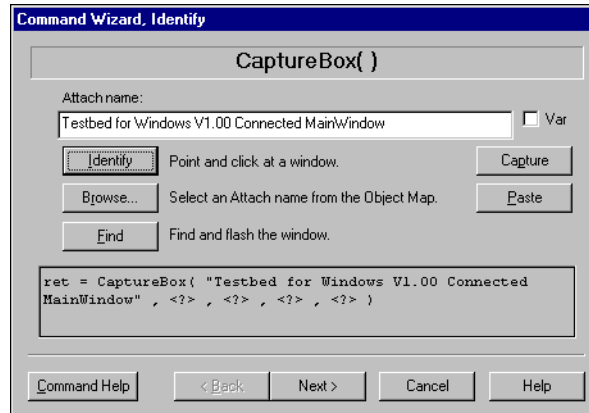 Command Wizard, Identify
CaptureBox( )
Attach name:
Testbed for Windows V1.00 Connected MainWindow
Var
Identify Point and click at a window. Capture
Browse... Select an Attach name from the Object Map. Paste
Find Find and flash the window.
ret = CaptureBox( "Testbed for Windows V1.00 Connected
MainWindow" , <?> , <?> , <?> , <?> )
Command Help < Back Next > Cancel Help